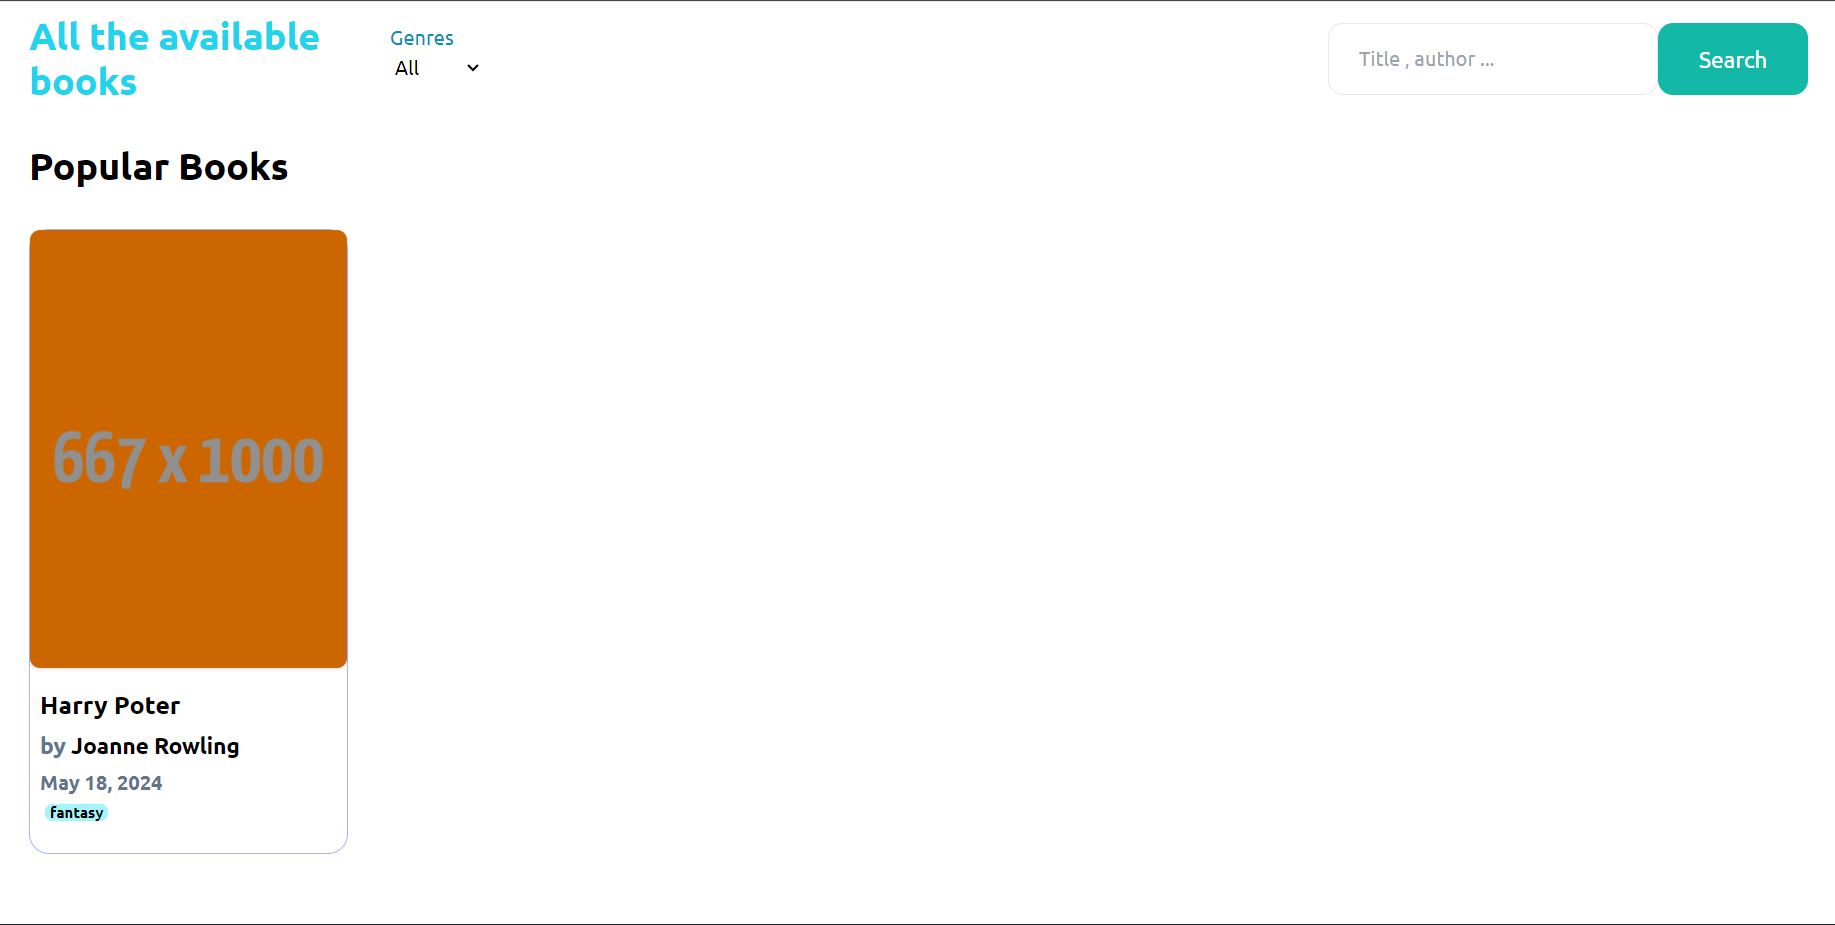 All the available
books
Genres
All
Title , author ...
Search
Popular Books
667 x 1000
Harry Poter
by Joanne Rowling
May 18, 2024
fantasy